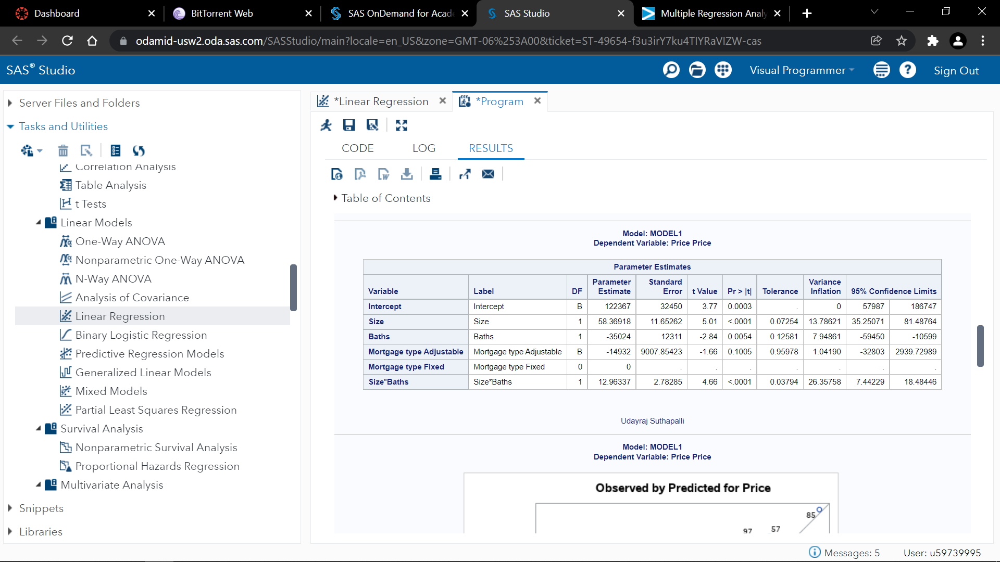 Dashboard
BitTorrent Web
SAS OnDemand for Acade
SAS Studio
Multiple Regression Analy
odamid-usw2.oda.sas.com/SASStudio/main?locale=en_US&zone=GMT-06%253A00&ticket=ST-49654-f3u3irY7ku4TIYRaVIZW-cas
SAS® Studio
Visual Programmer
Sign Out
Server Files and Folders
Tasks and Utilities
Correlation Analysis
Table Analysis
t Tests
Linear Models
One-Way ANOVA
Nonparametric One-Way ANOVA
N-Way ANOVA
Analysis of Covariance
Linear Regression
Binary Logistic Regression
Predictive Regression Models
Generalized Linear Models
Mixed Models
Partial Least Squares Regression
Survival Analysis
Nonparametric Survival Analysis
Proportional Hazards Regression
Multivariate Analysis
Snippets
Libraries
*Linear Regression
*Program
CODE LOG RESULTS
Table of Contents
Model: MODEL1
Dependent Variable: Price Price
Parameter Estimates
Variable Label DF Parameter Estimate Standard Error t Value Pr > |t| Tolerance Variance Inflation 95% Confidence Limits
Intercept Intercept B 122367 32450 3.77 0.0003 . 0 57987 186747
Size Size 1 58.36918 11.65262 5.01 <.0001 0.07254 13.78621 35.25071 81.48764
Baths Baths 1 -35024 12311 -2.84 0.0054 0.12581 7.94861 -59450 -10599
Mortgage type Adjustable Mortgage type Adjustable B -14932 9007.85423 -1.66 0.1005 0.95978 1.04190 -32803 2939.72989
Mortgage type Fixed Mortgage type Fixed 0 0 . . . . . . .
Size*Baths Size*Baths 1 12.96337 2.78285 4.66 <.0001 0.03794 26.35758 7.44229 18.48446
Udayraj Suthapalli
Model: MODEL1
Dependent Variable: Price Price
Observed by Predicted for Price
85
97
57
Messages: 5
User: u59739995